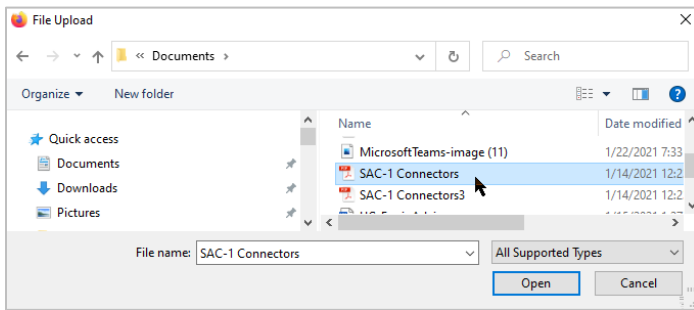 File Upload
« Documents ›
Search
Organize
New folder
Name
Date modified
Quick access
Documents
Downloads
Pictures
MicrosoftTeams-image (11)
1/22/2021 7:33
SAC-1 Connectors
1/14/2021 12:2
SAC-1 Connectors3
1/14/2021 12:2
File name:
SAC-1 Connectors
All Supported Types
Open
Cancel